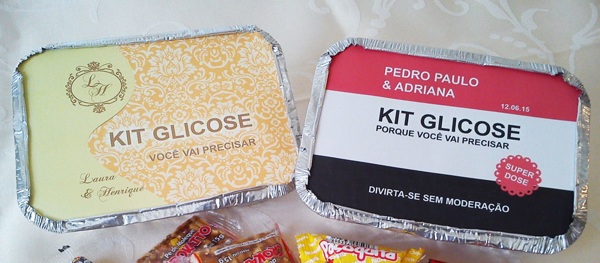 L H
KIT GLICOSE
VOCÊ VAI PRECISAR
Laura
& Henrique
PEDRO PAULO
& ADRIANA
12.06.15
KIT GLICOSE
PORQUE VOCÊ VAI PRECISAR
SUPER
DOSE
DIVIRTA-SE SEM MODERAÇÃO